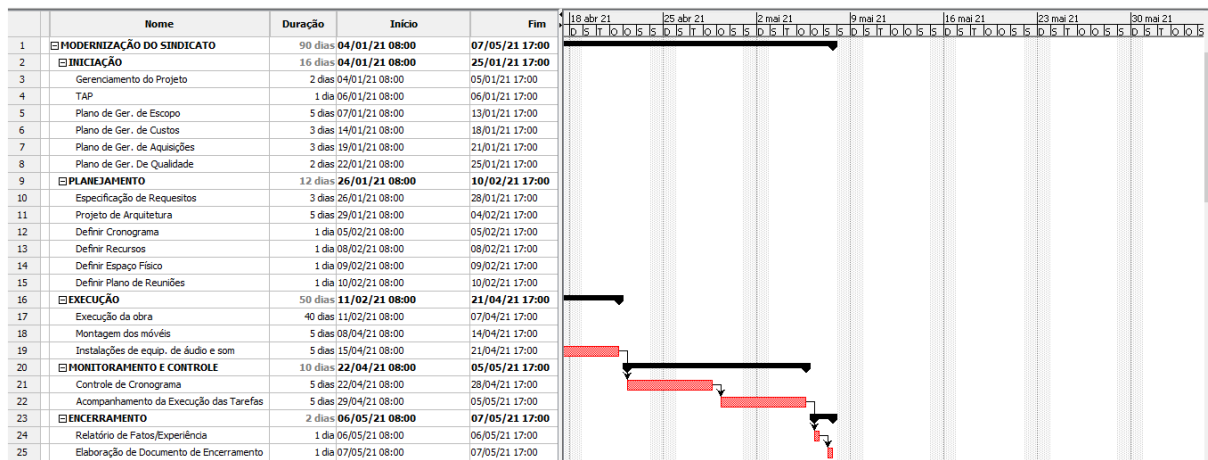 Nome Duração Início Fim 18 abr 21 25 abr 21 2 mai 21 9 mai 21 16 mai 21 23 mai 21 30 mai 21
D S T Q Q S S D S T Q Q S S D S T Q Q S S D S T Q Q S S D S T Q Q S S D S T Q Q S S D S T Q Q S
1 MODERNIZAÇÃO DO SINDICATO 90 dias 04/01/21 08:00 07/05/21 17:00
2 INICIAÇÃO 16 dias 04/01/21 08:00 25/01/21 17:00
3 Gerenciamento do Projeto 2 dias 04/01/21 08:00 05/01/21 17:00
4 TAP 1 dia 06/01/21 08:00 06/01/21 17:00
5 Plano de Ger. de Escopo 5 dias 07/01/21 08:00 13/01/21 17:00
6 Plano de Ger. de Custos 3 dias 14/01/21 08:00 18/01/21 17:00
7 Plano de Ger. de Aquisições 3 dias 19/01/21 08:00 21/01/21 17:00
8 Plano de Ger. De Qualidade 2 dias 22/01/21 08:00 25/01/21 17:00
9 PLANEJAMENTO 12 dias 26/01/21 08:00 10/02/21 17:00
10 Especificação de Requesitos 3 dias 26/01/21 08:00 28/01/21 17:00
11 Projeto de Arquitetura 5 dias 29/01/21 08:00 04/02/21 17:00
12 Definir Cronograma 1 dia 05/02/21 08:00 05/02/21 17:00
13 Definir Recursos 1 dia 08/02/21 08:00 08/02/21 17:00
14 Definir Espaço Físico 1 dia 09/02/21 08:00 09/02/21 17:00
15 Definir Plano de Reuniões 1 dia 10/02/21 08:00 10/02/21 17:00
16 EXECUÇÃO 50 dias 11/02/21 08:00 21/04/21 17:00
17 Execução da obra 40 dias 11/02/21 08:00 07/04/21 17:00
18 Montagem dos móvéis 5 dias 08/04/21 08:00 14/04/21 17:00
19 Instalações de equip. de áudio e som 5 dias 15/04/21 08:00 21/04/21 17:00
20 MONITORAMENTO E CONTROLE 10 dias 22/04/21 08:00 05/05/21 17:00
21 Controle de Cronograma 5 dias 22/04/21 08:00 28/04/21 17:00
22 Acompanhamento da Execução das Tarefas 5 dias 29/04/21 08:00 05/05/21 17:00
23 ENCERRAMENTO 2 dias 06/05/21 08:00 07/05/21 17:00
24 Relatório de Fatos/Experiência 1 dia 06/05/21 08:00 06/05/21 17:00
25 Elaboração de Documento de Encerramento 1 dia 07/05/21 08:00 07/05/21 17:00